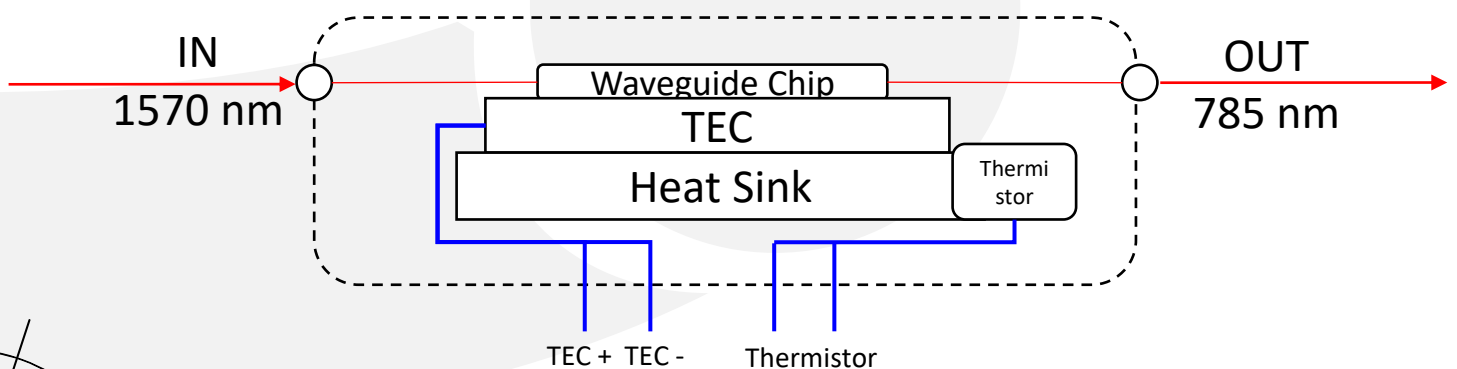 IN
1570 nm
Waveguide Chip
TEC
Heat Sink
Thermi
stor
OUT
785 nm
TEC + TEC -
Thermistor